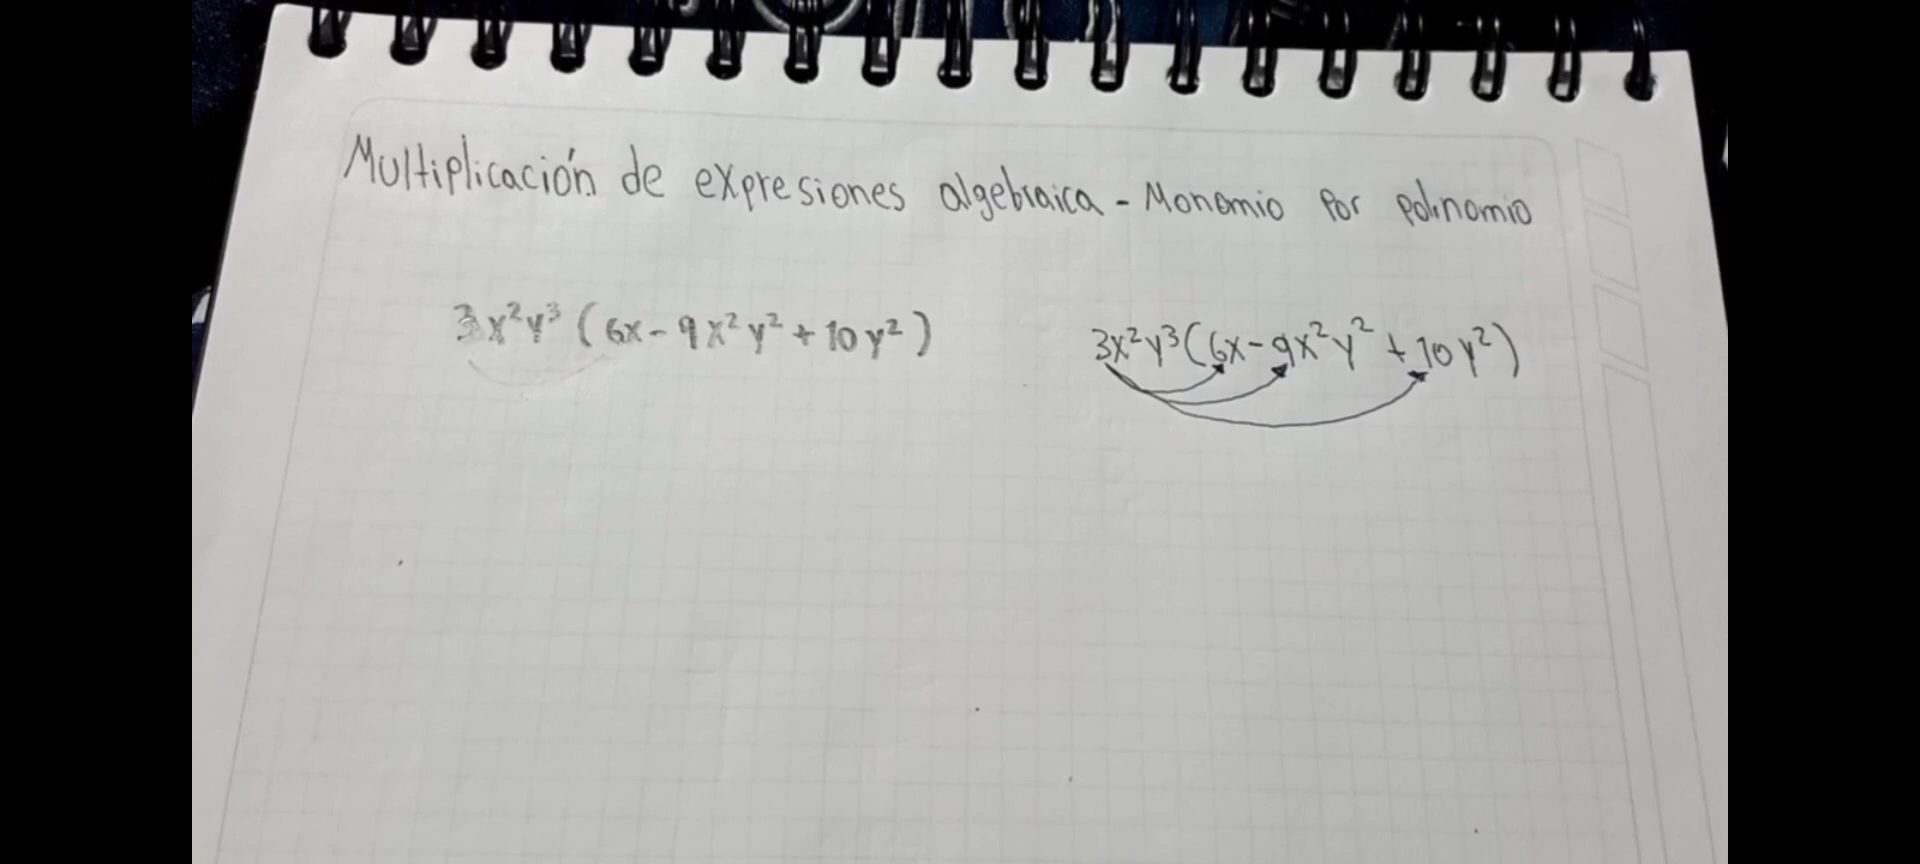 Multiplicación de expresiones algebraica - Monomio por polinomio
3x²y³ (6x - 9x²y² + 10y²)
3x²y³(6x - 9x²y² + 10y²)